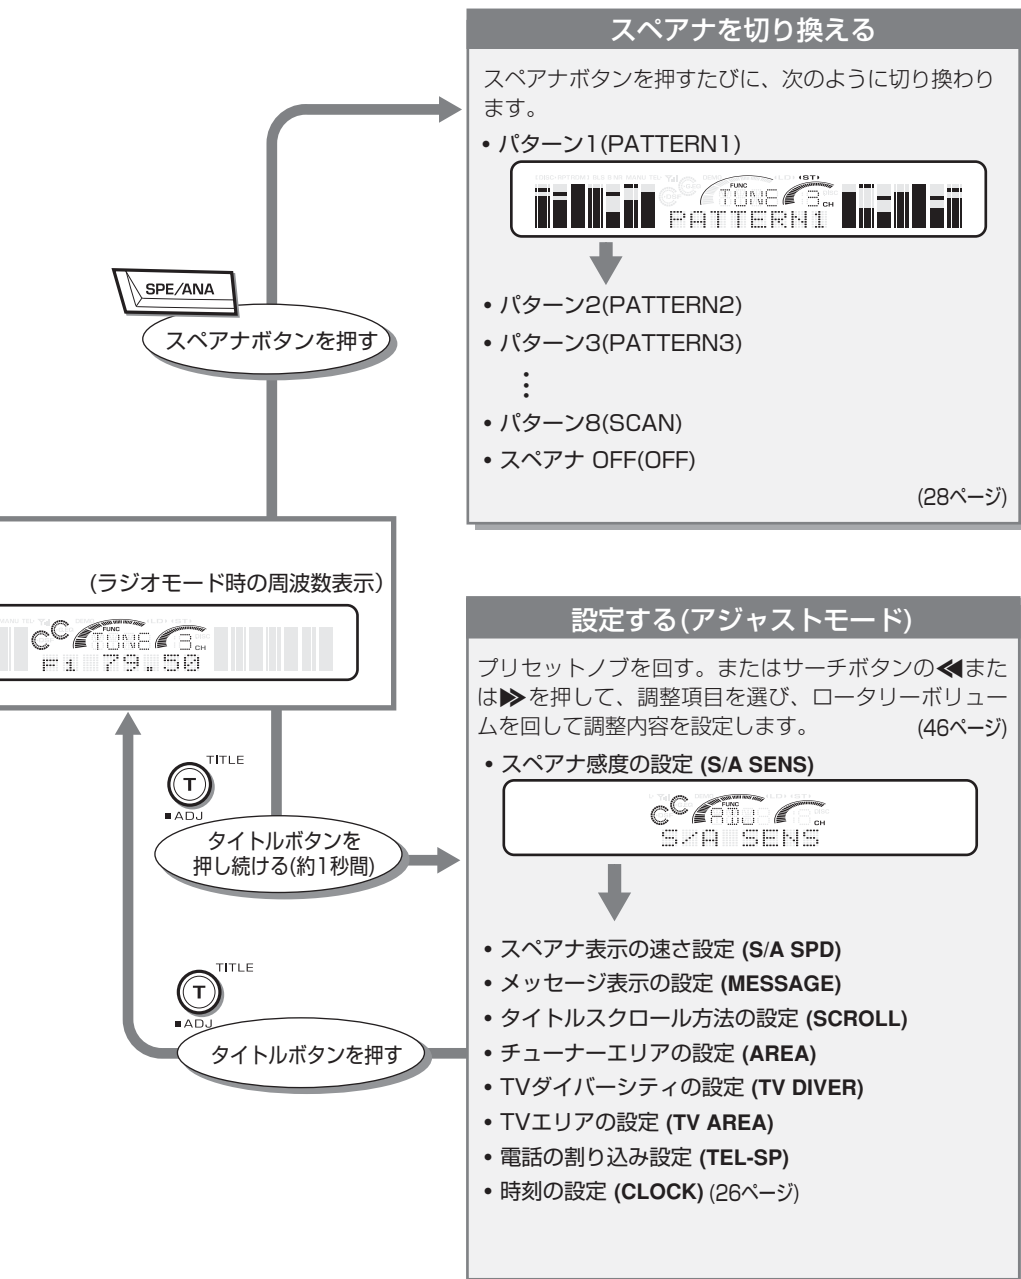 スペアナを切り換える
スペアナボタンを押すたびに、次のように切り換わり
ます。
• パターン1(PATTERN1)
FUNC
TUNE 3 CH
(ST)
PATTERN1
• パターン2(PATTERN2)
• パターン3(PATTERN3)
⋮
• パターン8(SCAN)
• スペアナ OFF(OFF)
(28ページ)
SPE/ANA
スペアナボタンを押す
(ラジオモード時の周波数表示)
FUNC
TUNE 3 CH
F1 79.50
TITLE
T
■ADJ
タイトルボタンを
押し続ける(約1秒間)
TITLE
T
■ADJ
タイトルボタンを押す
設定する(アジャストモード)
プリセットノブを回す。またはサーチボタンの≪また
は≫を押して、調整項目を選び、ロータリーボリュー
ムを回して調整内容を設定します。 (46ページ)
• スペアナ感度の設定 (S/A SENS)
FUNC
ADJ CH
S/A SENS
• スペアナ表示の速さ設定 (S/A SPD)
• メッセージ表示の設定 (MESSAGE)
• タイトルスクロール方法の設定 (SCROLL)
• チューナーエリアの設定 (AREA)
• TVダイバーシティの設定 (TV DIVER)
• TVエリアの設定 (TV AREA)
• 電話の割り込み設定 (TEL-SP)
• 時刻の設定 (CLOCK) (26ページ)